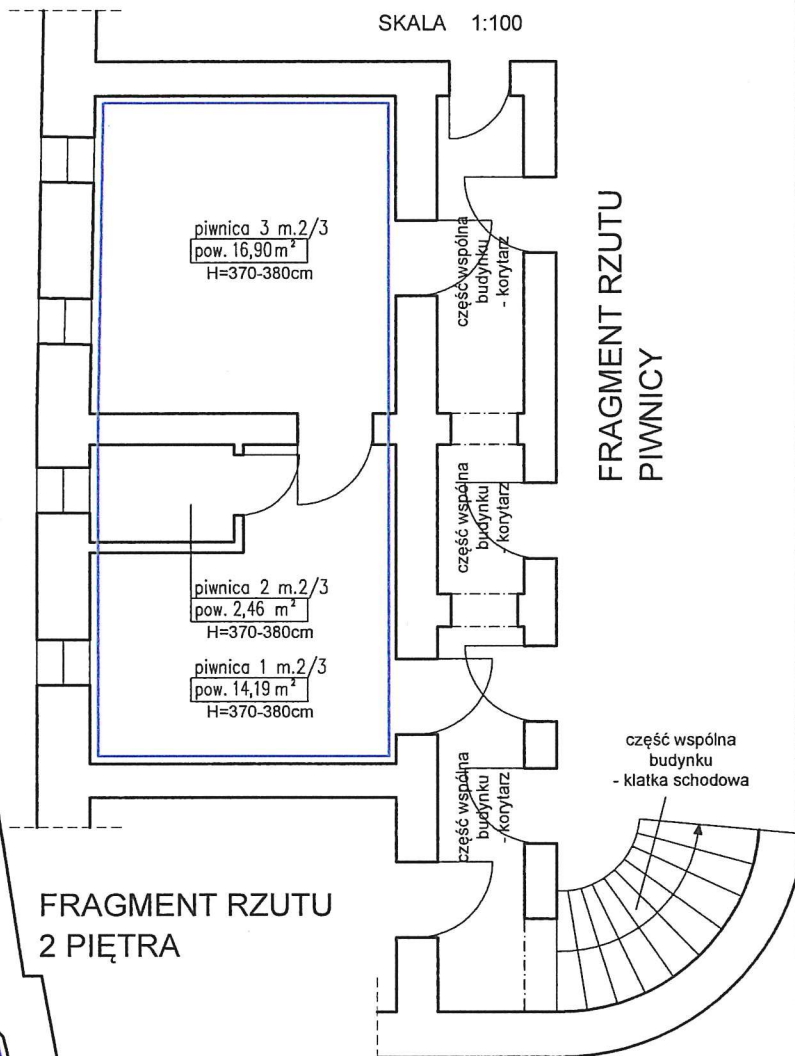 SKALA 1:100
piwnica 3 m.2/3
pow. 16,90 m²
H=370-380cm
część wspólna
budynku
- korytarz
FRAGMENT RZUTU
PIWNICY
część wspólna
budynku
- korytarz
piwnica 2 m.2/3
pow. 2,46 m²
H=370-380cm
piwnica 1 m.2/3
pow. 14,19 m²
H=370-380cm
część wspólna
budynku
- korytarz
część wspólna
budynku
- klatka schodowa
FRAGMENT RZUTU
2 PIĘTRA